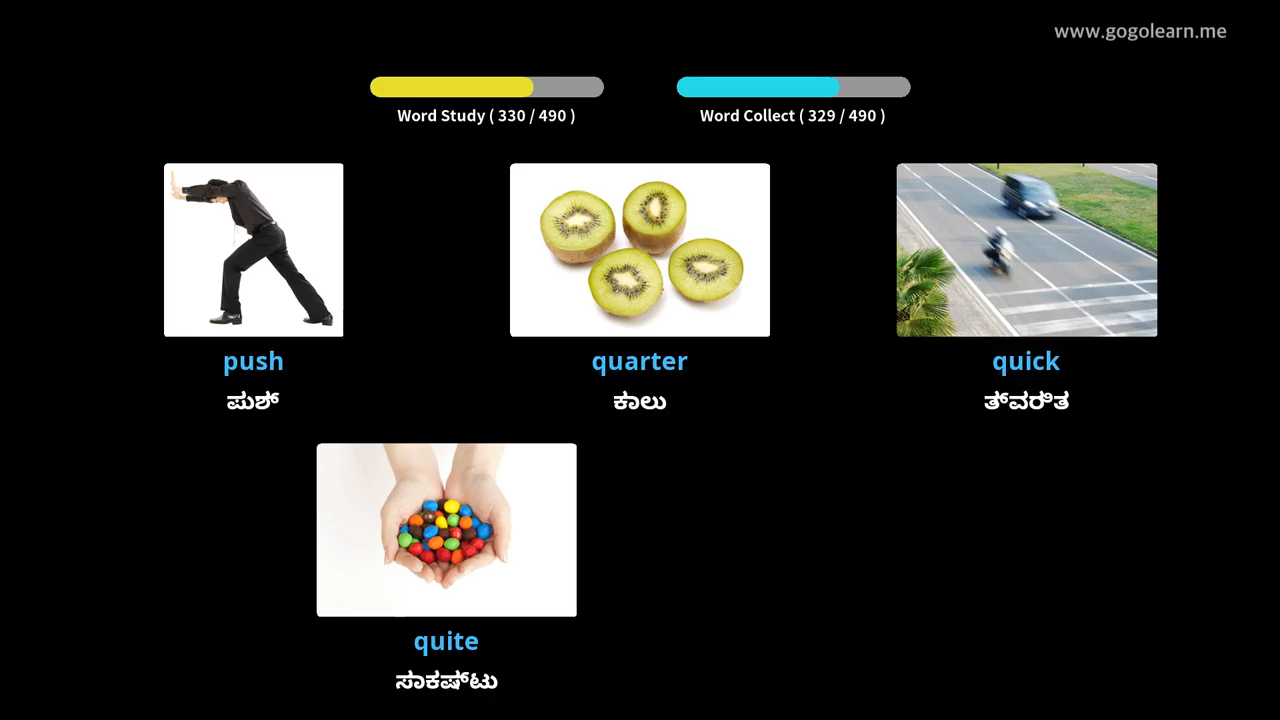 www.gogolearn.me
Word Study ( 330 / 490 )
Word Collect ( 329 / 490 )
push
ಪುಶ್
quarter
ಕಾಲು
quick
ತ್ವರಿತ
quite
ಸಾಕಷ್ಟು